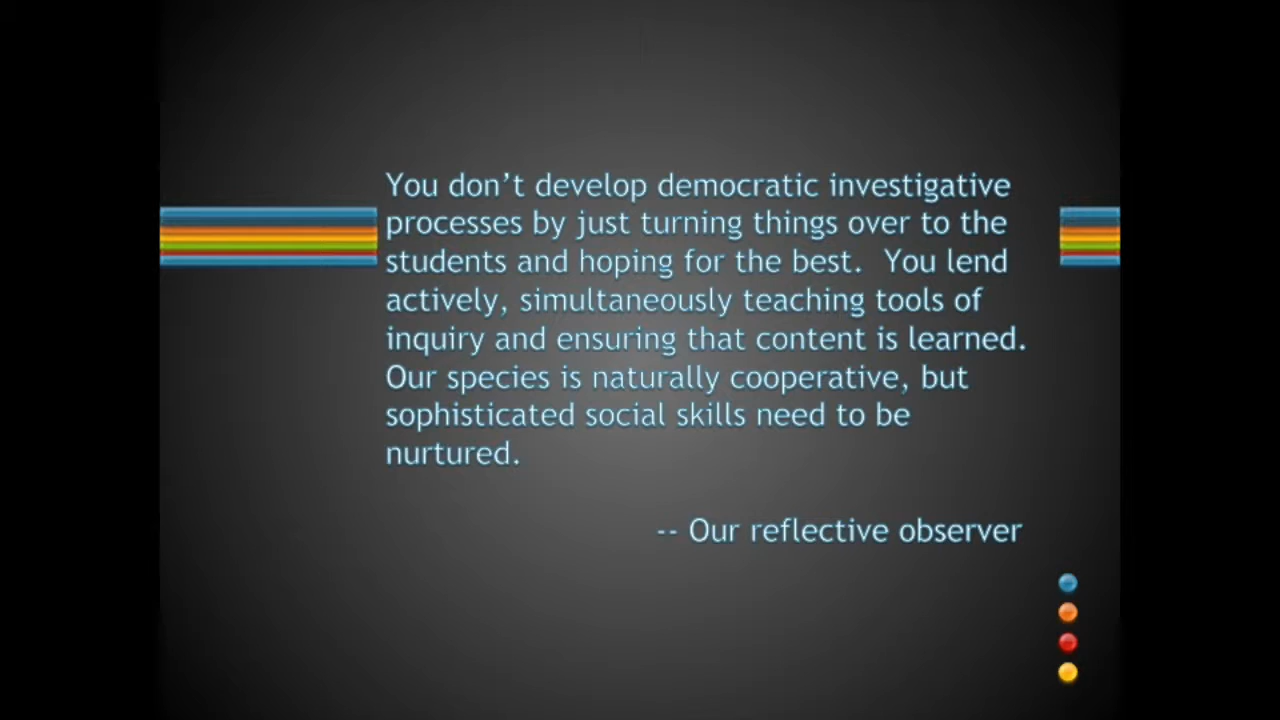 You don’t develop democratic investigative
processes by just turning things over to the
students and hoping for the best.  You lend
actively, simultaneously teaching tools of
inquiry and ensuring that content is learned.
Our species is naturally cooperative, but
sophisticated social skills need to be
nurtured.
-- Our reflective observer